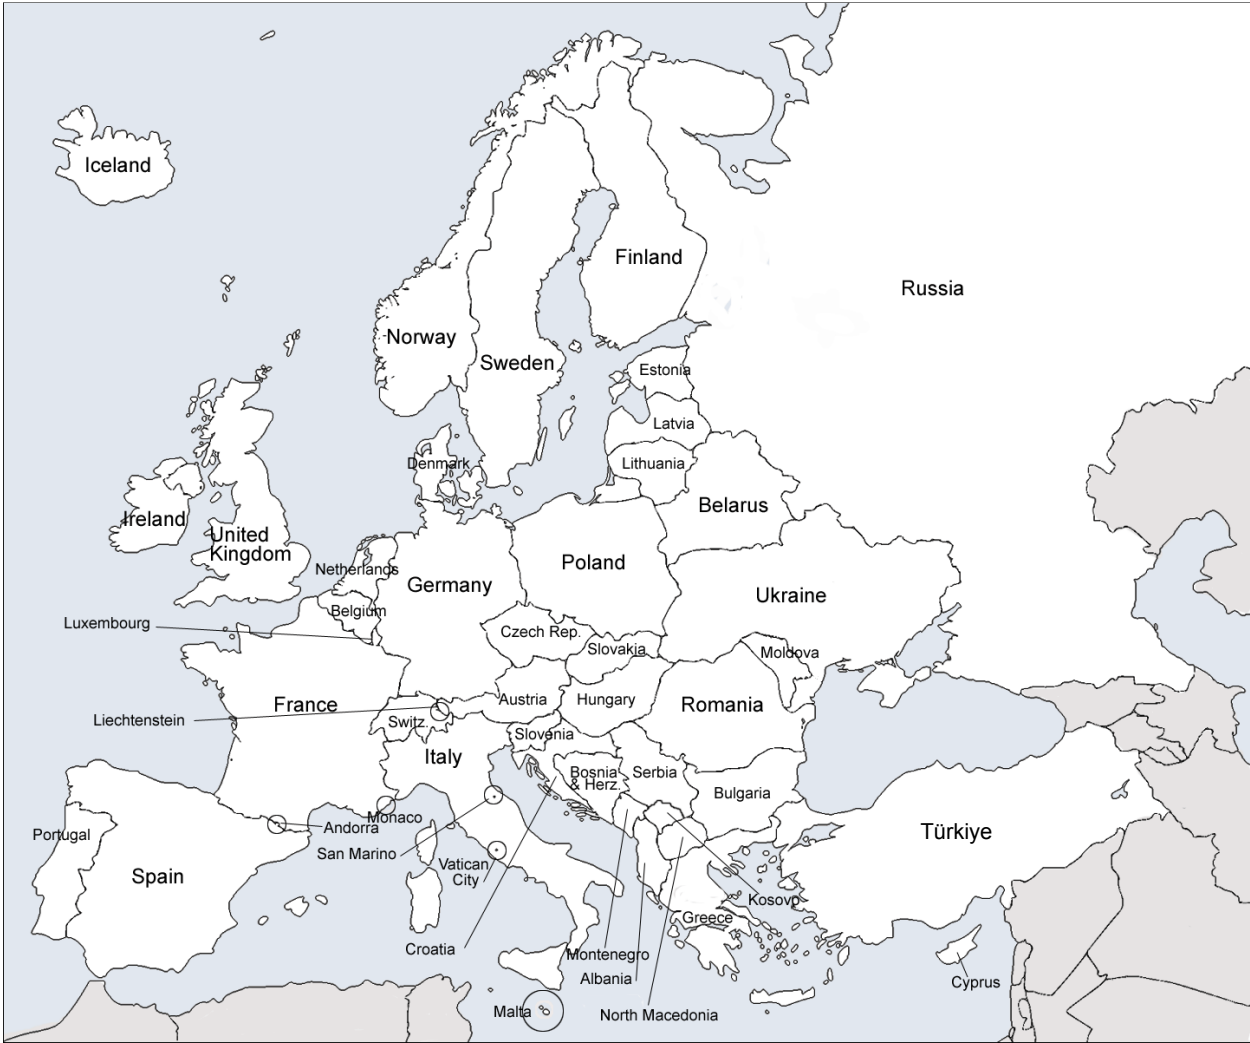 Iceland
Finland
Russia
Norway
Sweden
Estonia
Latvia
Denmark
Lithuania
Belarus
Ireland
United
Kingdom
Netherlands
Germany
Poland
Ukraine
Belgium
Luxembourg
Czech Rep.
Slovakia
Moldova
Austria
Hungary
France
Romania
Liechtenstein
Switz.
Slovenia
Italy
Bosnia
& Herz.
Serbia
Bulgaria
Monaco
Andorra
Portugal
San Marino
Türkiye
Vatican
City
Spain
Kosovo
Greece
Croatia
Montenegro
Albania
Cyprus
Malta
North Macedonia